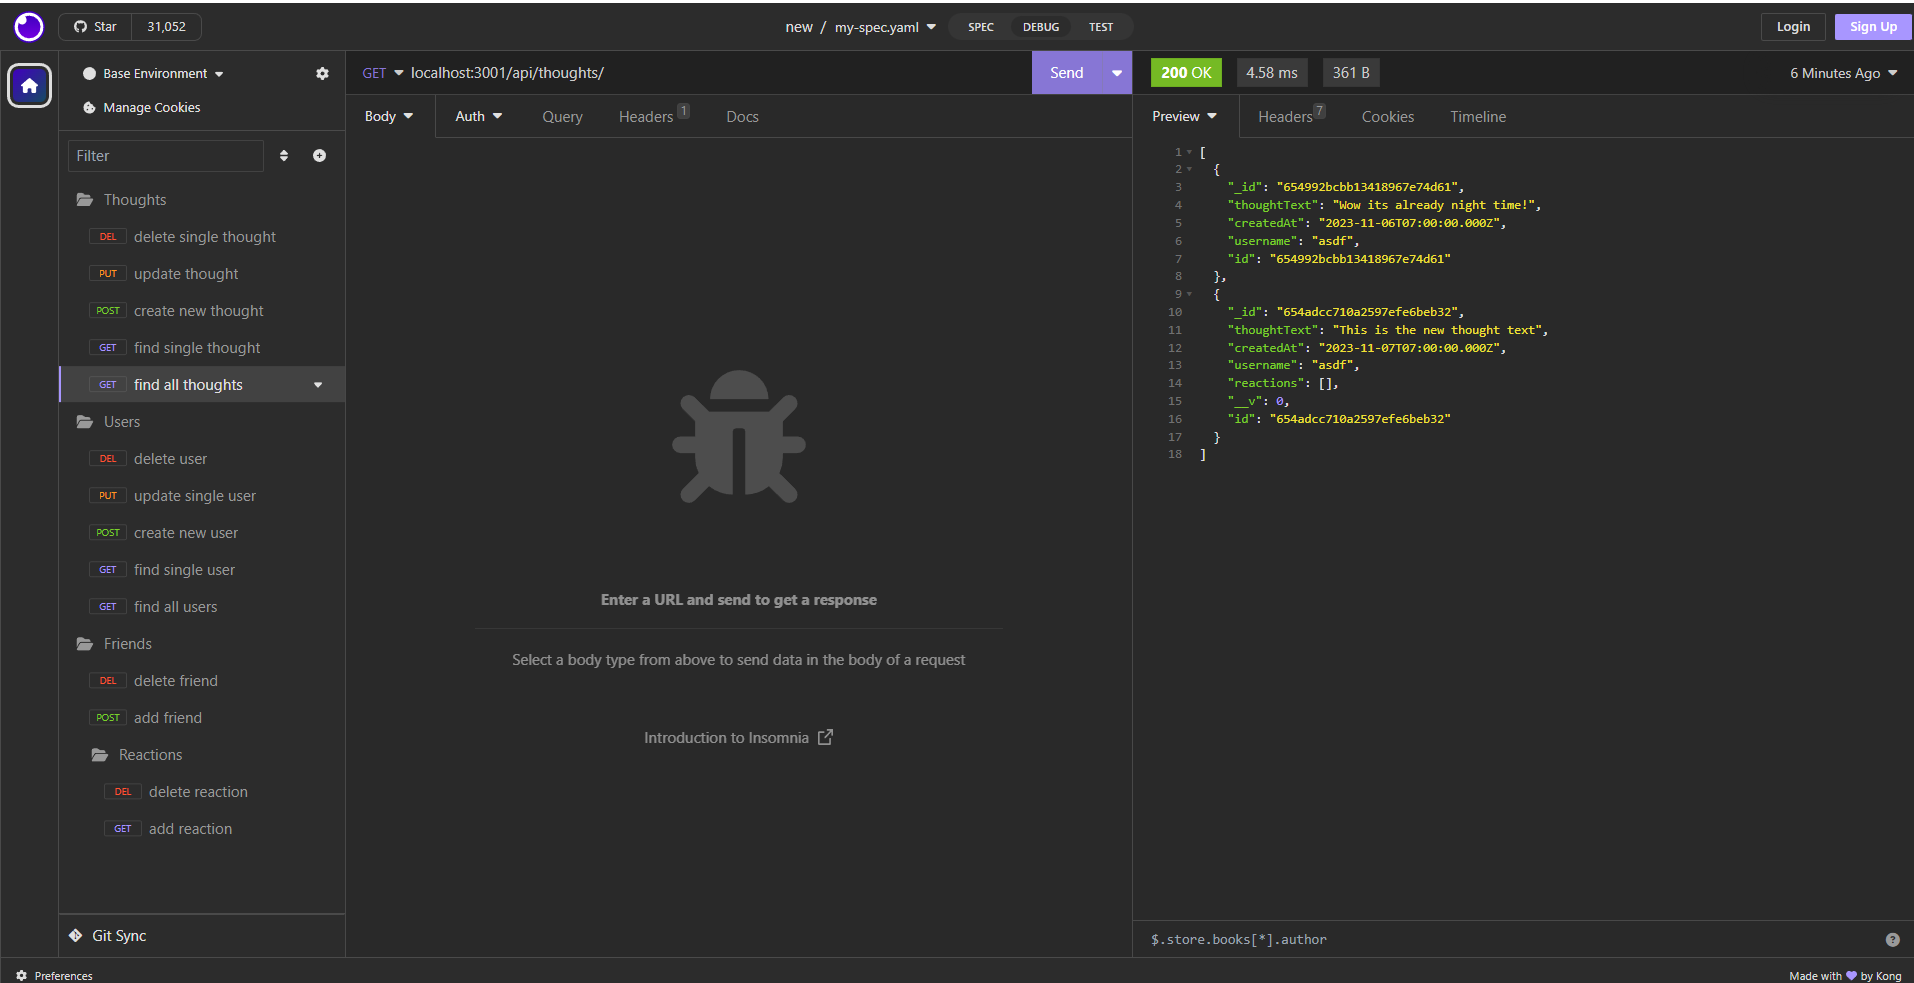 Star 31,052
new / my-spec.yaml
SPEC DEBUG TEST
Login Sign Up
Base Environment
Manage Cookies
Filter
Thoughts
DEL delete single thought
PUT update thought
POST create new thought
GET find single thought
GET find all thoughts
Users
DEL delete user
PUT update single user
POST create new user
GET find single user
GET find all users
Friends
DEL delete friend
POST add friend
Reactions
DEL delete reaction
GET add reaction
Git Sync
GET localhost:3001/api/thoughts/ Send
Body Auth Query Headers 1 Docs
Enter a URL and send to get a response
Select a body type from above to send data in the body of a request
Introduction to Insomnia
200 OK 4.58 ms 361 B 6 Minutes Ago
Preview Headers 7 Cookies Timeline
1 [
2 {
3 "_id": "654992bcbb13418967e74d61",
4 "thoughtText": "Wow its already night time!",
5 "createdAt": "2023-11-06T07:00:00.000Z",
6 "username": "asdf",
7 "id": "654992bcbb13418967e74d61"
8 },
9 {
10 "_id": "654adcc710a2597efe6beb32",
11 "thoughtText": "This is the new thought text",
12 "createdAt": "2023-11-07T07:00:00.000Z",
13 "username": "asdf",
14 "reactions": [],
15 "__v": 0,
16 "id": "654adcc710a2597efe6beb32"
17 }
18 ]
$.store.books[*].author ?
Preferences
Made with by Kong